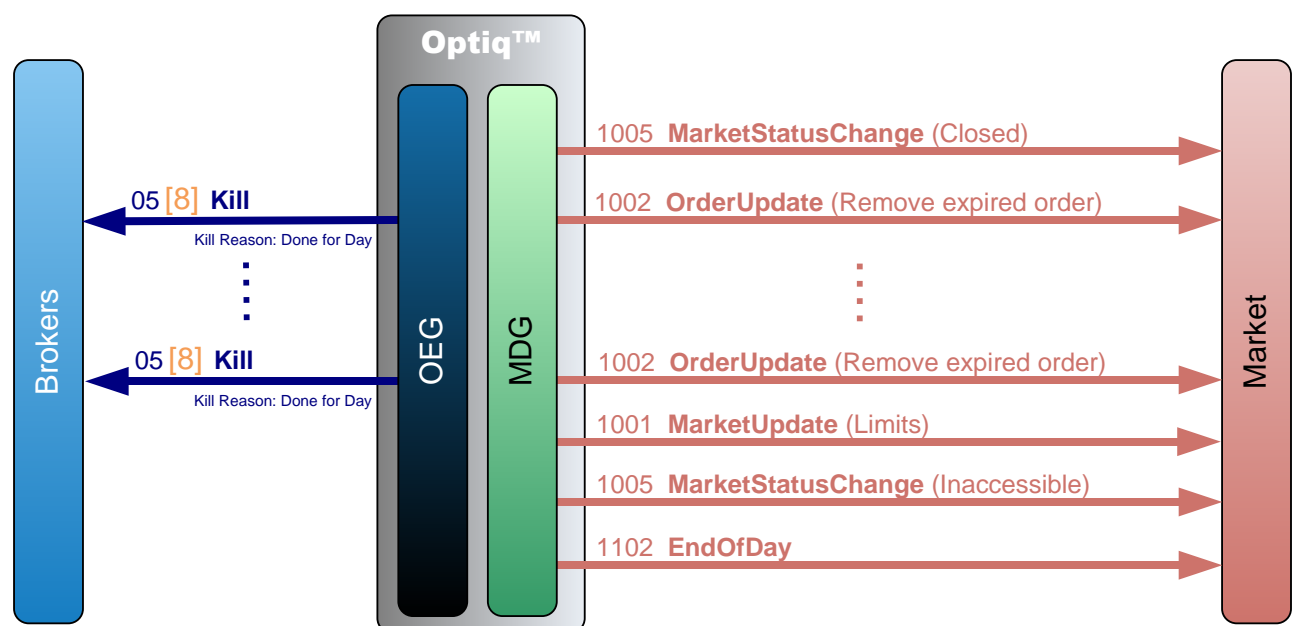 Optiq™
Brokers
OEG
MDG
Market
1005 MarketStatusChange (Closed)
05 [8] Kill
Kill Reason: Done for Day
1002 OrderUpdate (Remove expired order)
05 [8] Kill
Kill Reason: Done for Day
1002 OrderUpdate (Remove expired order)
1001 MarketUpdate (Limits)
1005 MarketStatusChange (Inaccessible)
1102 EndOfDay